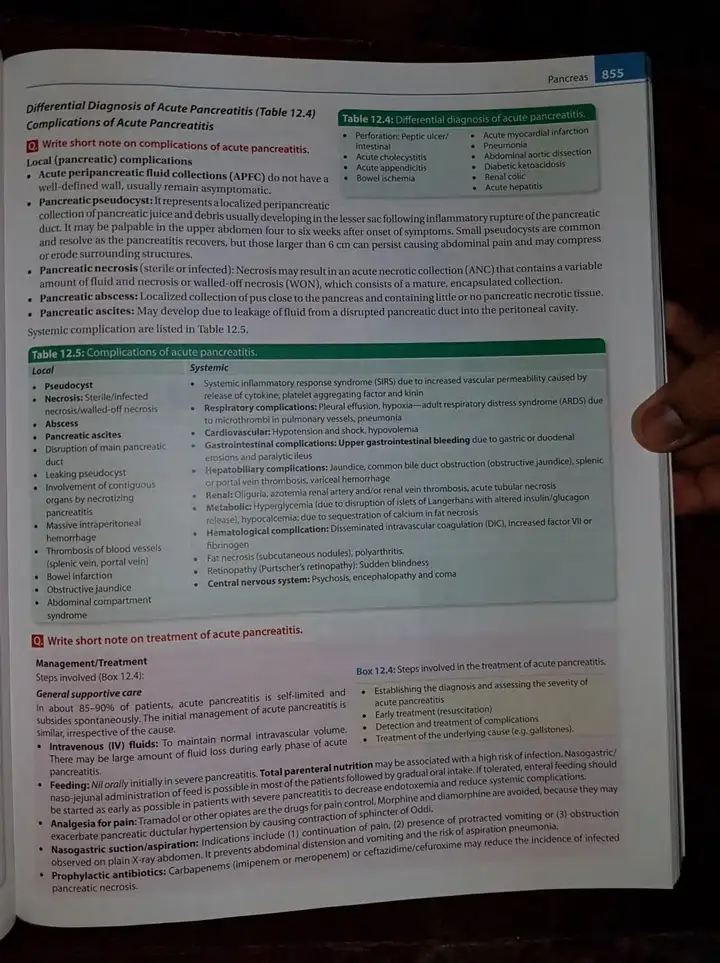 Pancreas 855
Differential Diagnosis of Acute Pancreatitis (Table 12.4)
Complications of Acute Pancreatitis
Q. Write short note on complications of acute pancreatitis.
Local (pancreatic) complications
• Acute peripancreatic fluid collections (APFC) do not have a
well-defined wall, usually remain asymptomatic.
• Pancreatic pseudocyst: It represents a localized peripancreatic
Table 12.4: Differential diagnosis of acute pancreatitis.
• Perforation: Peptic ulcer/
intestinal
• Acute cholecystitis
• Acute appendicitis
• Bowel ischemia
• Acute myocardial infarction
• Pneumonia
• Abdominal aortic dissection
• Diabetic ketoacidosis
• Renal colic
• Acute hepatitis
collection of pancreatic juice and debris usually developing in the lesser sac following inflammatory rupture of the pancreatic
duct. It may be palpable in the upper abdomen four to six weeks after onset of symptoms. Small pseudocysts are common
and resolve as the pancreatitis recovers, but those larger than 6 cm can persist causing abdominal pain and may compress
or erode surrounding structures.
• Pancreatic necrosis (sterile or infected): Necrosis may result in an acute necrotic collection (ANC) that contains a variable
amount of fluid and necrosis or walled-off necrosis (WON), which consists of a mature, encapsulated collection.
• Pancreatic abscess: Localized collection of pus close to the pancreas and containing little or no pancreatic necrotic tissue.
• Pancreatic ascites: May develop due to leakage of fluid from a disrupted pancreatic duct into the peritoneal cavity.
Systemic complication are listed in Table 12.5.
Table 12.5: Complications of acute pancreatitis.
Local
• Pseudocyst
• Necrosis: Sterile/infected
necrosis/walled-off necrosis
• Abscess
• Pancreatic ascites
• Disruption of main pancreatic
duct
• Leaking pseudocyst
• Involvement of contiguous
organs by necrotizing
pancreatitis
• Massive intraperitoneal
hemorrhage
• Thrombosis of blood vessels
(splenic vein, portal vein)
• Bowel infarction
• Obstructive jaundice
• Abdominal compartment
syndrome
Systemic
• Systemic inflammatory response syndrome (SIRS) due to increased vascular permeability caused by
release of cytokine, platelet aggregating factor and kinin
• Respiratory complications: Pleural effusion, hypoxia—adult respiratory distress syndrome (ARDS) due
to microthrombi in pulmonary vessels, pneumonia
• Cardiovascular: Hypotension and shock, hypovolemia
• Gastrointestinal complications: Upper gastrointestinal bleeding due to gastric or duodenal
erosions and paralytic ileus
• Hepatobiliary complications: Jaundice, common bile duct obstruction (obstructive jaundice), splenic
or portal vein thrombosis, variceal hemorrhage
• Renal: Oliguria, azotemia renal artery and/or renal vein thrombosis, acute tubular necrosis
• Metabolic: Hyperglycemia (due to disruption of islets of Langerhans with altered insulin/glucagon
release), hypocalcemia; due to sequestration of calcium in fat necrosis
• Hematological complication: Disseminated intravascular coagulation (DIC), Increased factor VII or
fibrinogen
• Fat necrosis (subcutaneous nodules), polyarthritis.
• Retinopathy (Purtscher's retinopathy): Sudden blindness
• Central nervous system: Psychosis, encephalopathy and coma
Q. Write short note on treatment of acute pancreatitis.
Management/Treatment
Steps involved (Box 12.4):
General supportive care
In about 85–90% of patients, acute pancreatitis is self-limited and
subsides spontaneously. The initial management of acute pancreatitis is
similar, irrespective of the cause.
• Intravenous (IV) fluids: To maintain normal intravascular volume.
There may be large amount of fluid loss during early phase of acute
pancreatitis.
Box 12.4: Steps involved in the treatment of acute pancreatitis.
• Establishing the diagnosis and assessing the severity of
acute pancreatitis
• Early treatment (resuscitation)
• Detection and treatment of complications
• Treatment of the underlying cause (e.g. gallstones).
• Feeding: Nil orally initially in severe pancreatitis. Total parenteral nutrition may be associated with a high risk of infection. Nasogastric/
naso-jejunal administration of feed is possible in most of the patients followed by gradual oral intake. If tolerated, enteral feeding should
be started as early as possible in patients with severe pancreatitis to decrease endotoxemia and reduce systemic complications.
• Analgesia for pain: Tramadol or other opiates are the drugs for pain control. Morphine and diamorphine are avoided, because they may
exacerbate pancreatic ductular hypertension by causing contraction of sphincter of Oddi.
• Nasogastric suction/aspiration: Indications include (1) continuation of pain, (2) presence of protracted vomiting or (3) obstruction
observed on plain X-ray abdomen. It prevents abdominal distension and vomiting and the risk of aspiration pneumonia.
• Prophylactic antibiotics: Carbapenems (imipenem or meropenem) or ceftazidime/cefuroxime may reduce the incidence of infected
pancreatic necrosis.